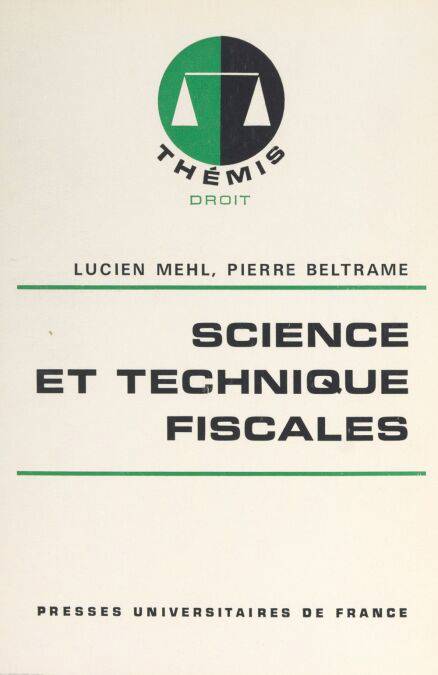 THÉMIS
DROIT
LUCIEN MEHL, PIERRE BELTRAME
SCIENCE
ET TECHNIQUE
FISCALES
PRESSES UNIVERSITAIRES DE FRANCE